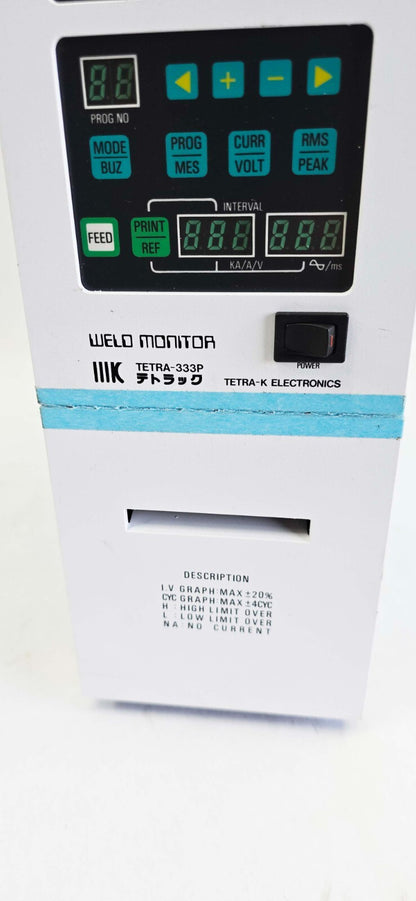 + −
PROG NO
MODE PROG CURR RMS
BUZ MES VOLT PEAK
INTERVAL
FEED PRINT
REF
KA/A/V /ms
WELD MONITOR
POWER
TETRA-333P
テトラック TETRA-K ELECTRONICS
DESCRIPTION
I.V GRAPH:MAX ±20%
CYC GRAPH:MAX ±4CYC
H : HIGH LIMIT OVER
L : LOW LIMIT OVER
NA: NO CURRENT